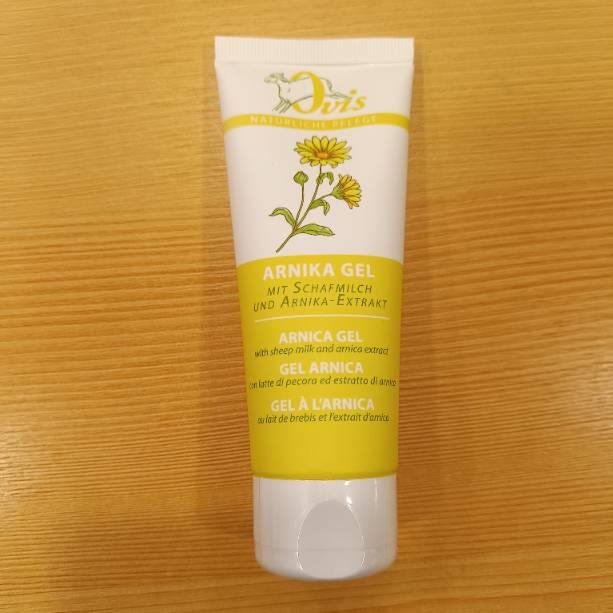 Ovis
NATÜRLICHE PFLEGE
ARNIKA GEL
MIT SCHAFMILCH
UND ARNIKA-EXTRAKT
ARNICA GEL
with sheep milk and arnica extract
GEL ARNICA
con latte di pecora ed estratto di arnica
GEL À L'ARNICA
au lait de brebis et l'extrait d'arnica